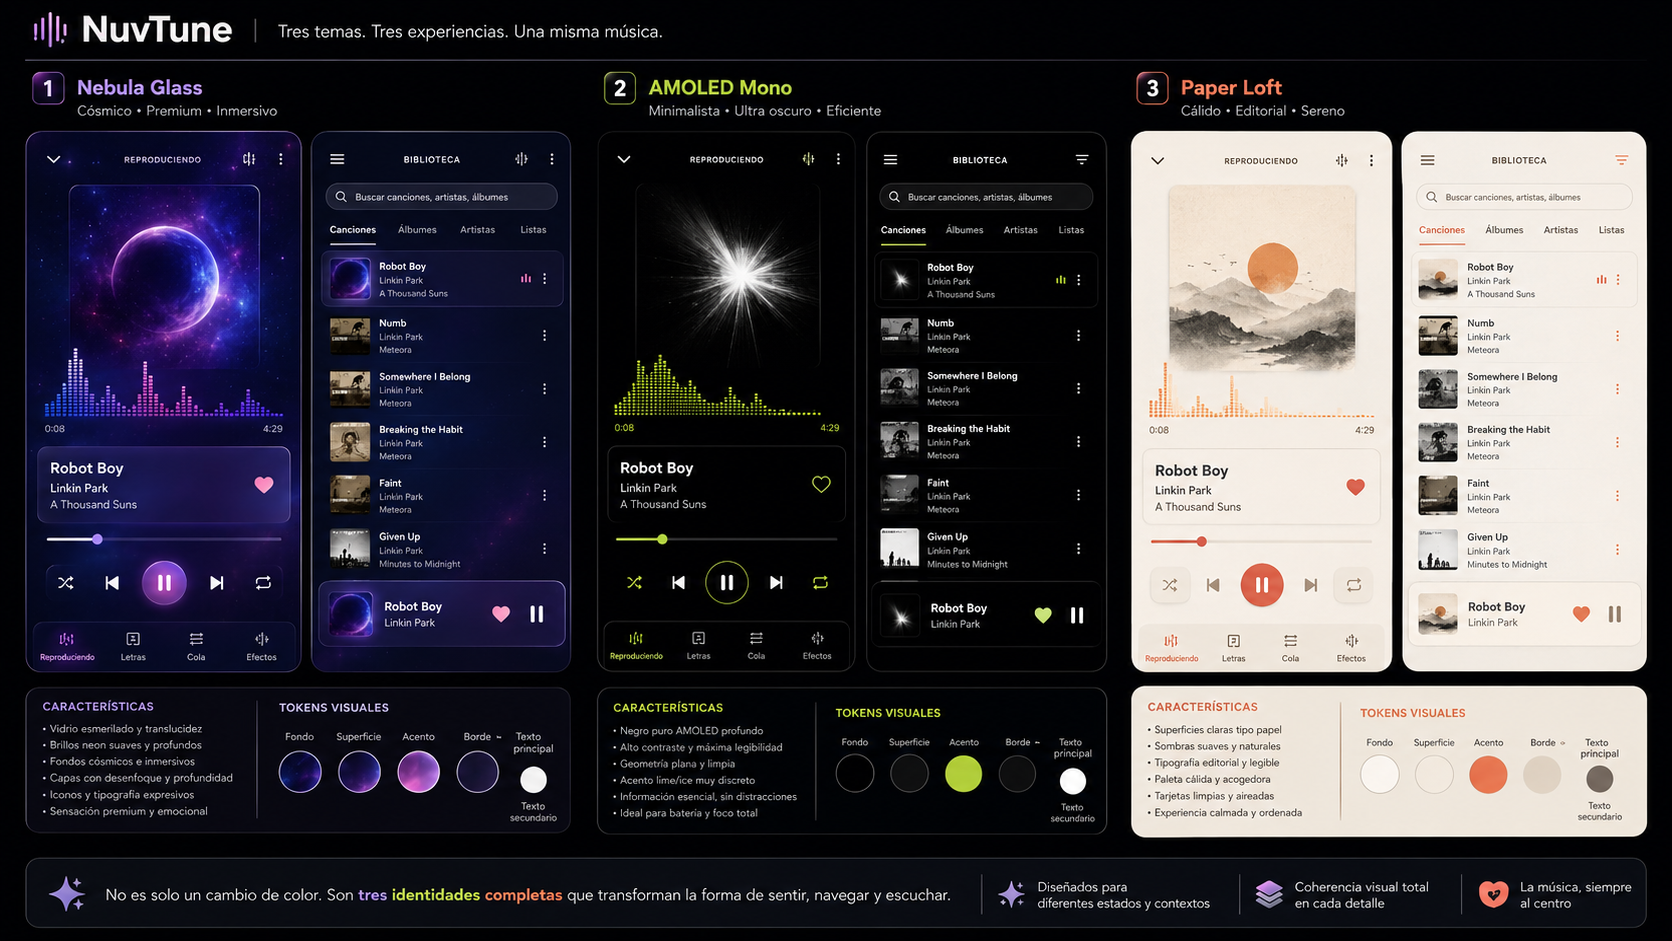 NuvTune
Tres temas. Tres experiencias. Una misma música.
1 Nebula Glass
Cósmico • Premium • Inmersivo
REPRODUCIENDO
0:08 4:29
Robot Boy
Linkin Park
A Thousand Suns
Reproduciendo Letras Cola Efectos
BIBLIOTECA
Buscar canciones, artistas, álbumes
Canciones Álbumes Artistas Listas
Robot Boy
Linkin Park
A Thousand Suns
Numb
Linkin Park
Meteora
Somewhere I Belong
Linkin Park
Meteora
Breaking the Habit
Linkin Park
Meteora
Faint
Linkin Park
Meteora
Given Up
Linkin Park
Minutes to Midnight
Robot Boy
Linkin Park
CARACTERÍSTICAS
• Vidrio esmerilado y translucidez
• Brillos neon suaves y profundos
• Fondos cósmicos e inmersivos
• Capas con desenfoque y profundidad
• Iconos y tipografía expresivos
• Sensación premium y emocional
TOKENS VISUALES
Fondo Superficie Acento Borde Texto
principal
Texto
secundario
2 AMOLED Mono
Minimalista • Ultra oscuro • Eficiente
REPRODUCIENDO
0:08 4:29
Robot Boy
Linkin Park
A Thousand Suns
Reproduciendo Letras Cola Efectos
BIBLIOTECA
Buscar canciones, artistas, álbumes
Canciones Álbumes Artistas Listas
Robot Boy
Linkin Park
A Thousand Suns
Numb
Linkin Park
Meteora
Somewhere I Belong
Linkin Park
Meteora
Breaking the Habit
Linkin Park
Meteora
Faint
Linkin Park
Meteora
Given Up
Linkin Park
Minutes to Midnight
Robot Boy
Linkin Park
CARACTERÍSTICAS
• Negro puro AMOLED profundo
• Alto contraste y máxima legibilidad
• Geometría plana y limpia
• Acento lime/ice muy discreto
• Información esencial, sin distracciones
• Ideal para batería y foco total
TOKENS VISUALES
Fondo Superficie Acento Borde Texto
principal
Texto
secundario
3 Paper Loft
Cálido • Editorial • Sereno
REPRODUCIENDO
0:08 4:29
Robot Boy
Linkin Park
A Thousand Suns
Reproduciendo Letras Cola Efectos
BIBLIOTECA
Buscar canciones, artistas, álbumes
Canciones Álbumes Artistas Listas
Robot Boy
Linkin Park
A Thousand Suns
Numb
Linkin Park
Meteora
Somewhere I Belong
Linkin Park
Meteora
Breaking the Habit
Linkin Park
Meteora
Faint
Linkin Park
Meteora
Given Up
Linkin Park
Minutes to Midnight
Robot Boy
Linkin Park
CARACTERÍSTICAS
• Superficies claras tipo papel
• Sombras suaves y naturales
• Tipografía editorial y legible
• Paleta cálida y acogedora
• Tarjetas limpias y aireadas
• Experiencia calmada y ordenada
TOKENS VISUALES
Fondo Superficie Acento Borde Texto
principal
Texto
secundario
No es solo un cambio de color. Son tres identidades completas que transforman la forma de sentir, navegar y escuchar.
Diseñados para
diferentes estados y contextos
Coherencia visual total
en cada detalle
La música, siempre
al centro